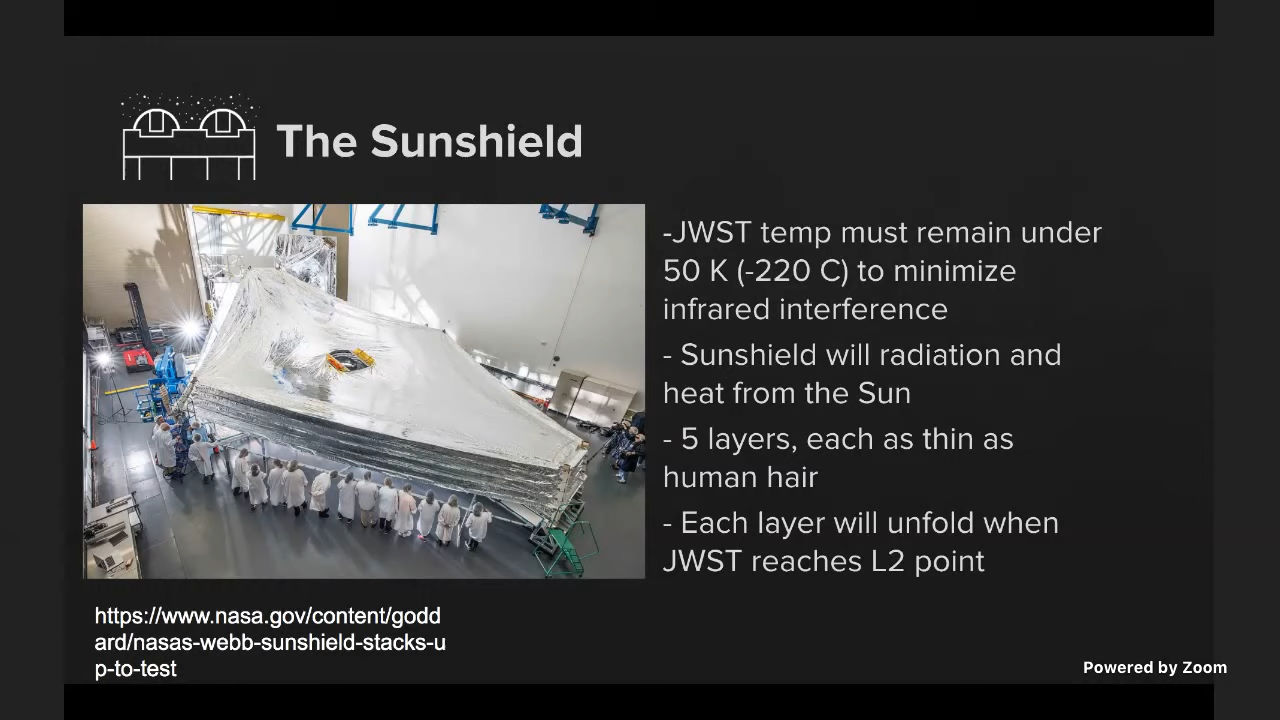 The Sunshield
-JWST temp must remain under
50 K (-220 C) to minimize
infrared interference
- Sunshield will radiation and
heat from the Sun
- 5 layers, each as thin as
human hair
- Each layer will unfold when
JWST reaches L2 point
https://www.nasa.gov/content/godd
ard/nasas-webb-sunshield-stacks-u
p-to-test
Powered by Zoom